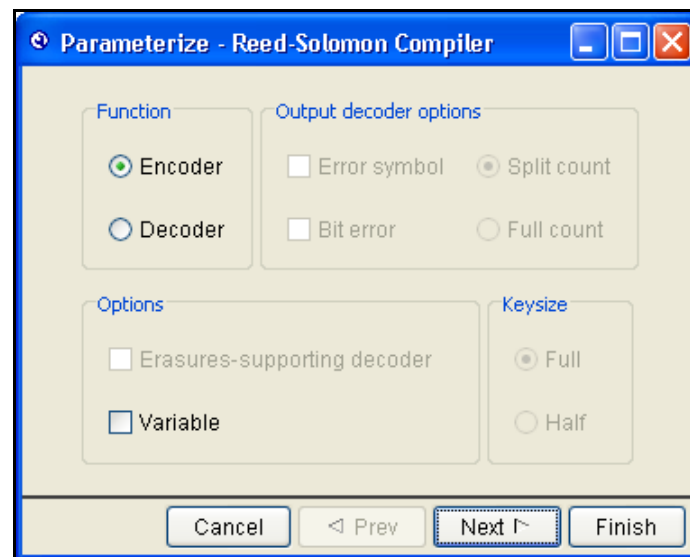 Parameterize - Reed-Solomon Compiler
Function
Encoder
Decoder
Output decoder options
Error symbol
Split count
Bit error
Full count
Options
Erasures-supporting decoder
Variable
Keysize
Full
Half
Cancel
Prev
Next
Finish